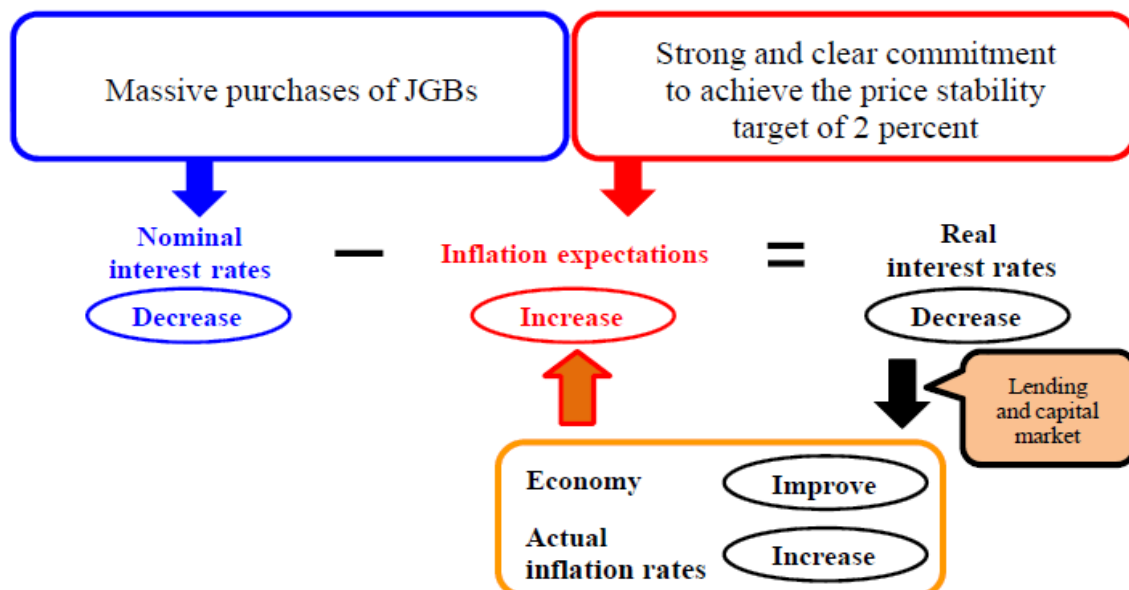 Massive purchases of JGBs
Strong and clear commitment
to achieve the price stability
target of 2 percent
Nominal
interest rates
Decrease
—
Inflation expectations
Increase
=
Real
interest rates
Decrease
Lending
and capital
market
Economy
Improve
Actual
inflation rates
Increase